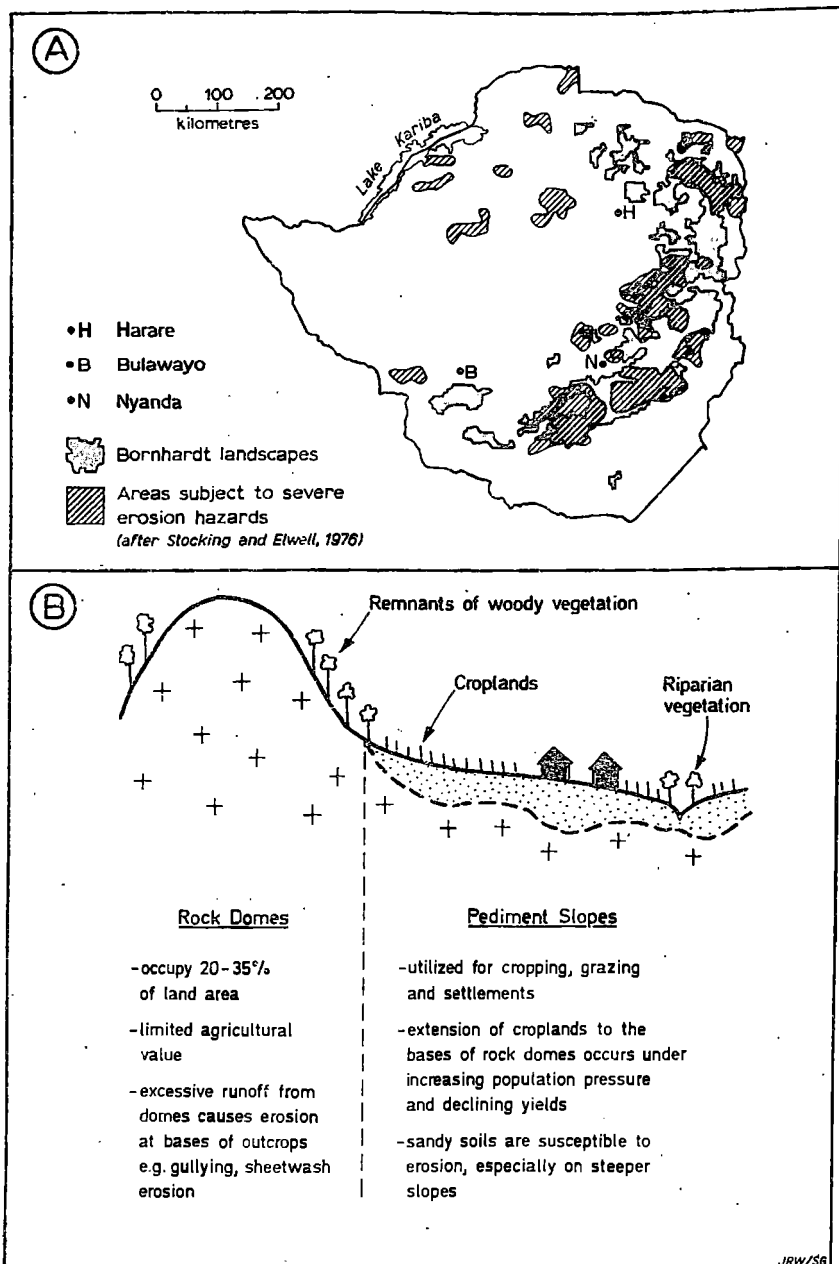 A
0 100 200
kilometres
Lake Kariba
•H
•B
N•
•H Harare
•B Bulawayo
•N Nyanda
Bornhardt landscapes
Areas subject to severe
erosion hazards
(after Stocking and Elwell, 1976)
B
Remnants of woody vegetation
Croplands
Riparian
vegetation
Rock Domes
-occupy 20-35%
of land area
-limited agricultural
value
-excessive runoff from
domes causes erosion
at bases of outcrops
e.g. gullying, sheetwash
erosion
Pediment Slopes
-utilized for cropping, grazing
and settlements
-extension of croplands to the
bases of rock domes occurs under
increasing population pressure
and declining yields
-sandy soils are susceptible to
erosion, especially on steeper
slopes
JRW/SG